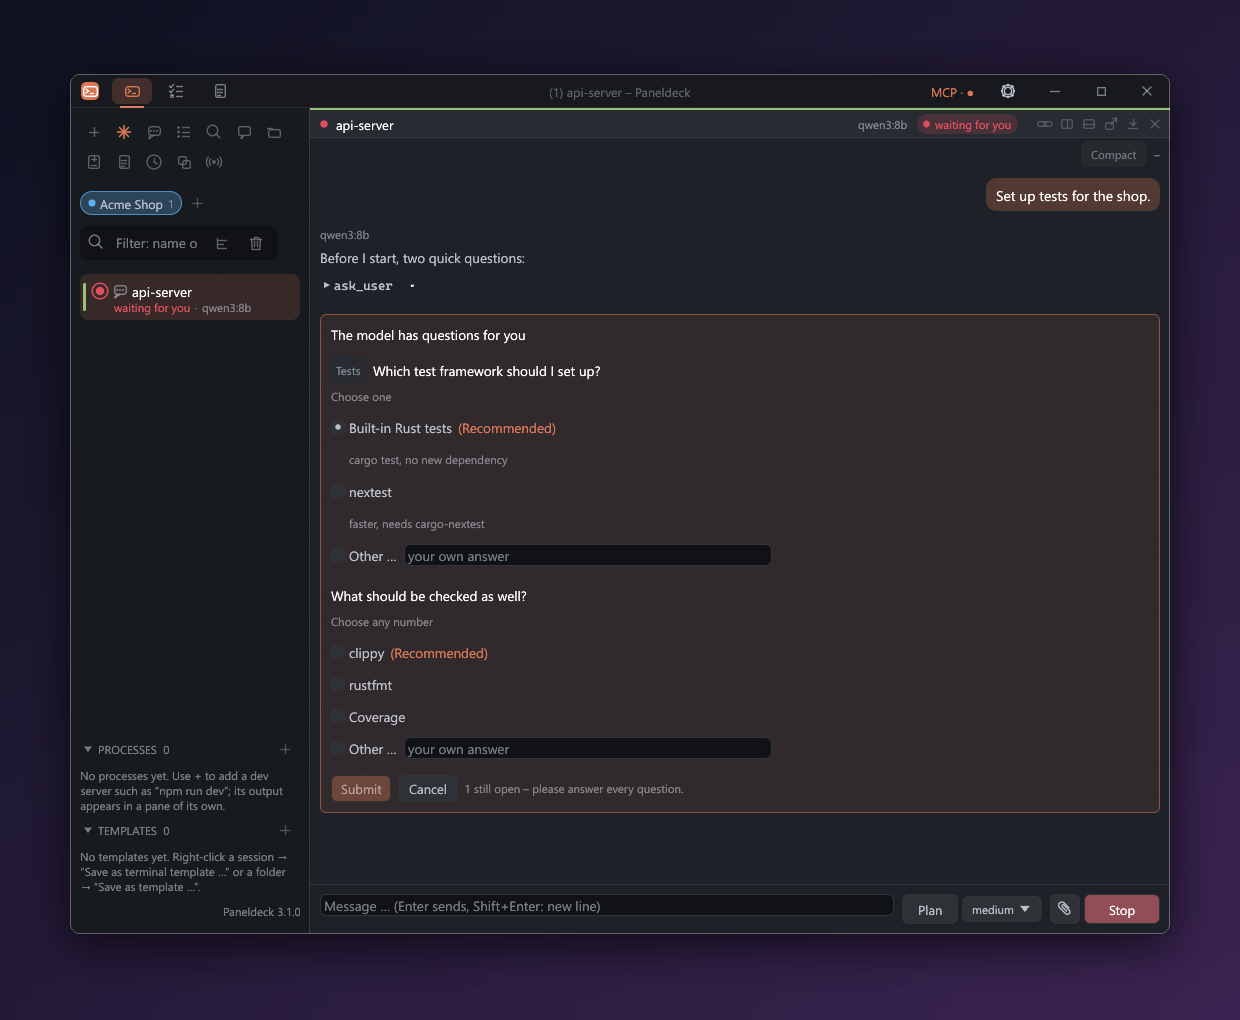 (1) api-server – Paneldeck
MCP ·
api-server
qwen3:8b
waiting for you
Compact
Acme Shop 1
Filter: name o
api-server
waiting for you · qwen3:8b
Set up tests for the shop.
qwen3:8b
Before I start, two quick questions:
ask_user
The model has questions for you
Tests Which test framework should I set up?
Choose one
Built-in Rust tests (Recommended)
cargo test, no new dependency
nextest
faster, needs cargo-nextest
Other ... your own answer
What should be checked as well?
Choose any number
clippy (Recommended)
rustfmt
Coverage
Other ... your own answer
Submit Cancel 1 still open – please answer every question.
PROCESSES 0
No processes yet. Use + to add a dev
server such as “npm run dev”; its output
appears in a pane of its own.
TEMPLATES 0
No templates yet. Right-click a session →
“Save as terminal template ...” or a folder
→ “Save as template ...”.
Paneldeck 3.1.0
Message ... (Enter sends, Shift+Enter: new line)
Plan
medium
Stop